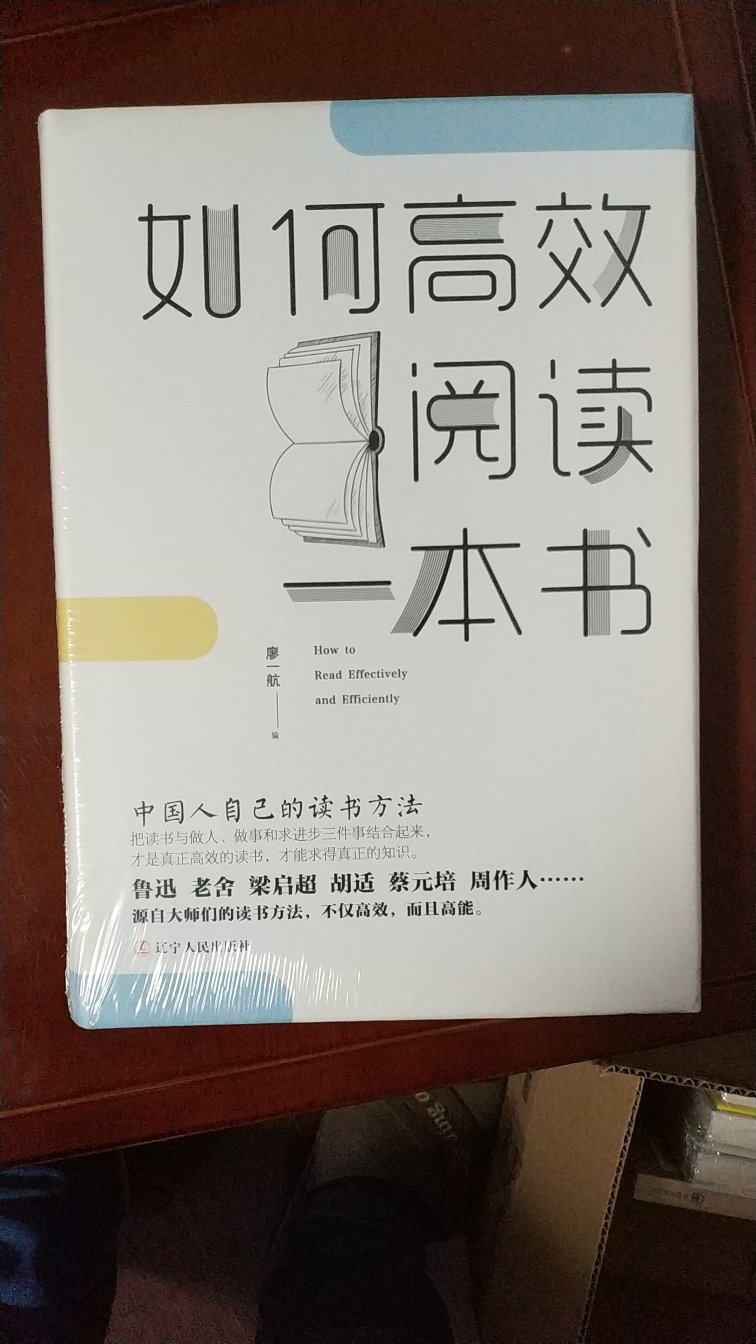 如何高效
阅读
一本书
廖一航
编
How to
Read Effectively
and Efficiently
中国人自己的读书方法
把读书与做人、做事和求进步三件事结合起来，
才是真正高效的读书，才能求得真正的知识。
鲁迅 老舍 梁启超 胡适 蔡元培 周作人……
源自大师们的读书方法，不仅高效，而且高能。
辽宁人民出版社